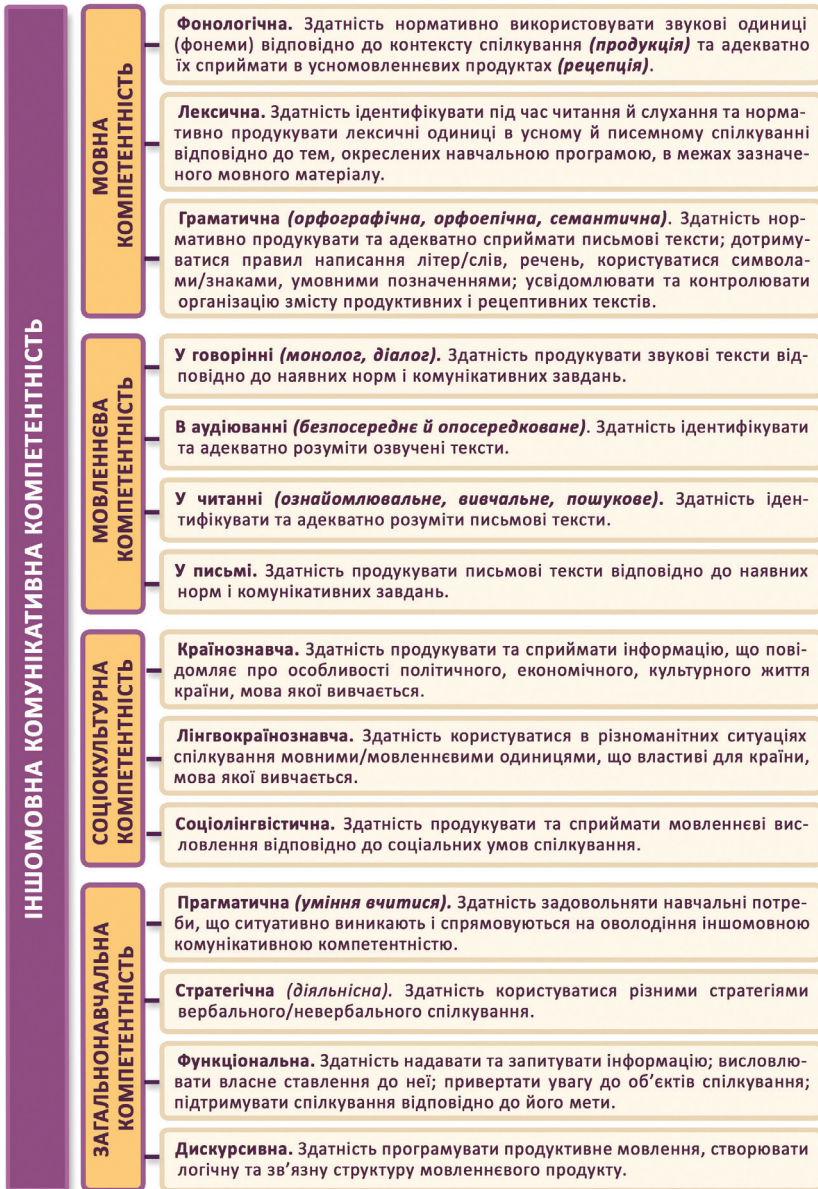 ІНШОМОВНА КОМУНІКАТИВНА КОМПЕТЕНТНІСТЬ
МОВНА
КОМПЕТЕНТНІСТЬ
Фонологічна. Здатність нормативно використовувати звукові одиниці
(фонеми) відповідно до контексту спілкування (продукція) та адекватно
їх сприймати в усномовленнєвих продуктах (рецепція).
Лексична. Здатність ідентифікувати під час читання й слухання та норма-
тивно продукувати лексичні одиниці в усному й писемному спілкуванні
відповідно до тем, окреслених навчальною програмою, в межах зазначе-
ного мовного матеріалу.
Граматична (орфографічна, орфоепічна, семантична). Здатність нор-
мативно продукувати та адекватно сприймати письмові тексти; дотриму-
ватися правил написання літер/слів, речень, користуватися символа-
ми/знаками, умовними позначеннями; усвідомлювати та контролювати
організацію змісту продуктивних і рецептивних текстів.
МОВЛЕННЄВА
КОМПЕТЕНТНІСТЬ
У говорінні (монолог, діалог). Здатність продукувати звукові тексти від-
повідно до наявних норм і комунікативних завдань.
В аудіюванні (безпосереднє й опосередковане). Здатність ідентифікувати
та адекватно розуміти озвучені тексти.
У читанні (ознайомлювальне, вивчальне, пошукове). Здатність іден-
тифікувати та адекватно розуміти письмові тексти.
У письмі. Здатність продукувати письмові тексти відповідно до наявних
норм і комунікативних завдань.
СОЦІОКУЛЬТУРНА
КОМПЕТЕНТНІСТЬ
Країнознавча. Здатність продукувати та сприймати інформацію, що пові-
домляє про особливості політичного, економічного, культурного життя
країни, мова якої вивчається.
Лінгвокраїнознавча. Здатність користуватися в різноманітних ситуаціях
спілкування мовними/мовленнєвими одиницями, що властиві для країни,
мова якої вивчається.
Соціолінгвістична. Здатність продукувати та сприймати мовленнєві вис-
ловлення відповідно до соціальних умов спілкування.
ЗАГАЛЬНОНАВЧАЛЬНА
КОМПЕТЕНТНІСТЬ
Прагматична (уміння вчитися). Здатність задовольняти навчальні потре-
би, що ситуативно виникають і спрямовуються на оволодіння іншомовною
комунікативною компетентністю.
Стратегічна (діяльнісна). Здатність користуватися різними стратегіями
вербального/невербального спілкування.
Функціональна. Здатність надавати та запитувати інформацію; висловлю-
вати власне ставлення до неї; привертати увагу до об’єктів спілкування;
підтримувати спілкування відповідно до його мети.
Дискурсивна. Здатність програмувати продуктивне мовлення, створювати
логічну та зв’язну структуру мовленнєвого продукту.